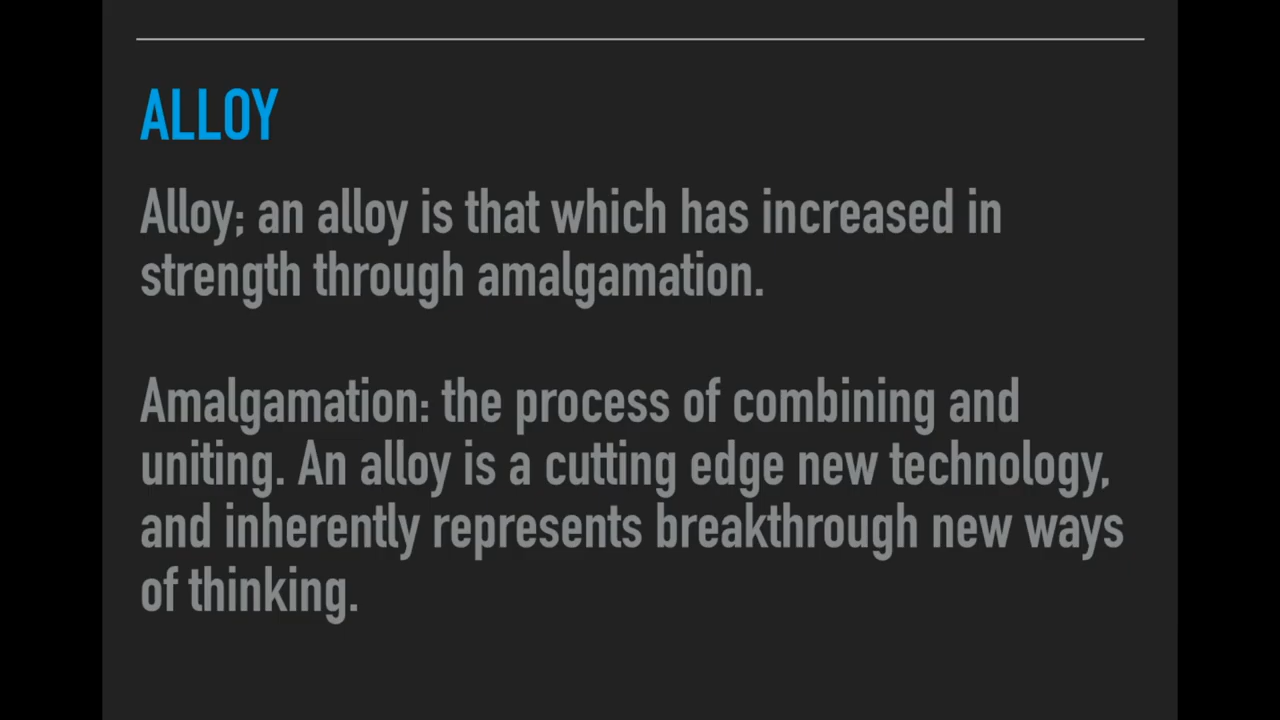 ALLOY
Alloy; an alloy is that which has increased in
strength through amalgamation.
Amalgamation: the process of combining and
uniting. An alloy is a cutting edge new technology,
and inherently represents breakthrough new ways
of thinking.